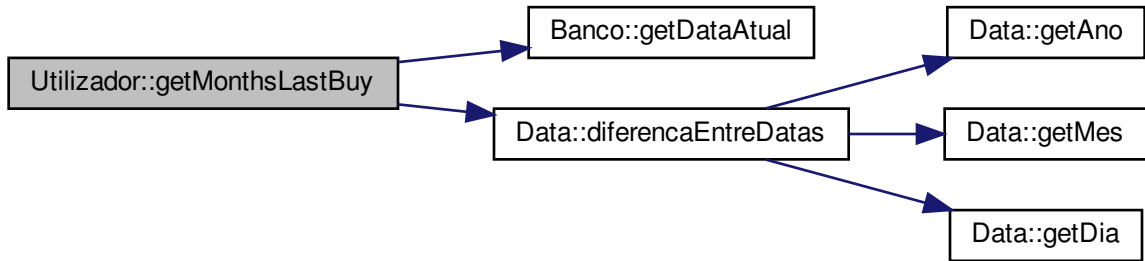 Utilizador::getMonthsLastBuy
Banco::getDataAtual
Data::diferencaEntreDatas
Data::getAno
Data::getMes
Data::getDia